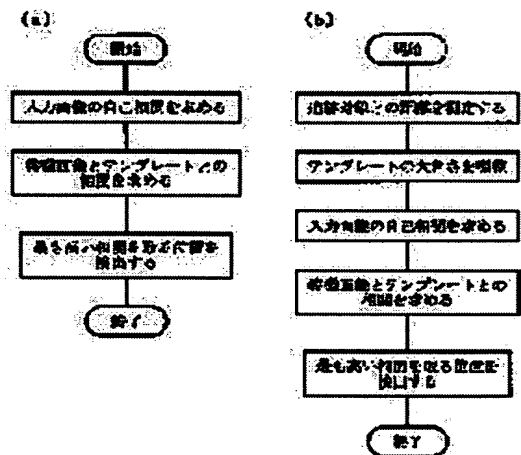 (a)
開始
入力画像の自己相関を求める
特徴画像とテンプレートとの
相関を求める
最も高い相関を取る位置を
検出する
終了
(b)
開始
追跡対象との距離を測定する
テンプレートの大きさを
入力画像の自己相関を求める
特徴画像とテンプレートとの
相関を求める
最も高い相関を取る位置を
検出する
終了